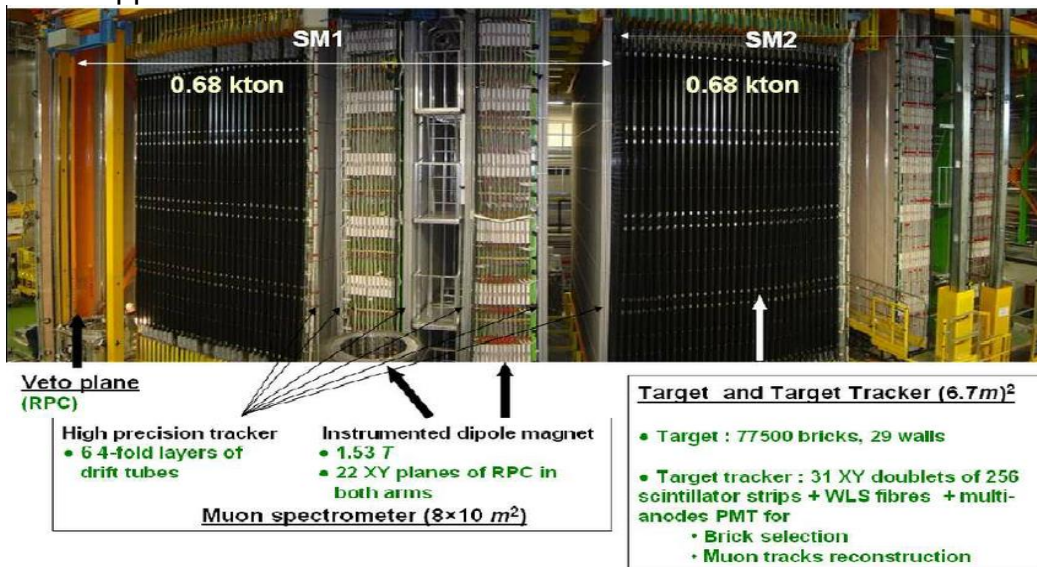 SM1
SM2
0.68 kton
0.68 kton
Veto plane
(RPC)
High precision tracker
• 6 4-fold layers of
drift tubes
Instrumented dipole magnet
• 1.53 T
• 22 XY planes of RPC in
both arms
Muon spectrometer (8×10 m²)
Target and Target Tracker (6.7m)²
• Target : 77500 bricks, 29 walls
• Target tracker : 31 XY doublets of 256
scintillator strips + WLS fibres + multi-
anodes PMT for
• Brick selection
• Muon tracks reconstruction